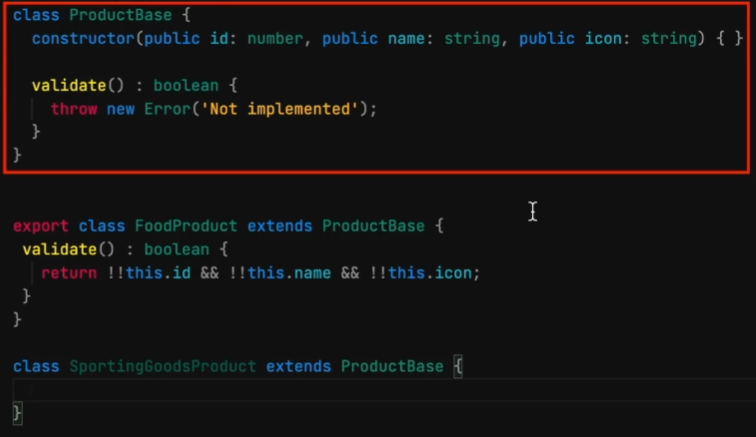 class ProductBase {
constructor(public id: number, public name: string, public icon: string) { }
validate() : boolean {
throw new Error('Not implemented');
}
}
export class FoodProduct extends ProductBase {
validate() : boolean {
return !!this.id && !!this.name && !!this.icon;
}
}
class SportingGoodsProduct extends ProductBase {
}